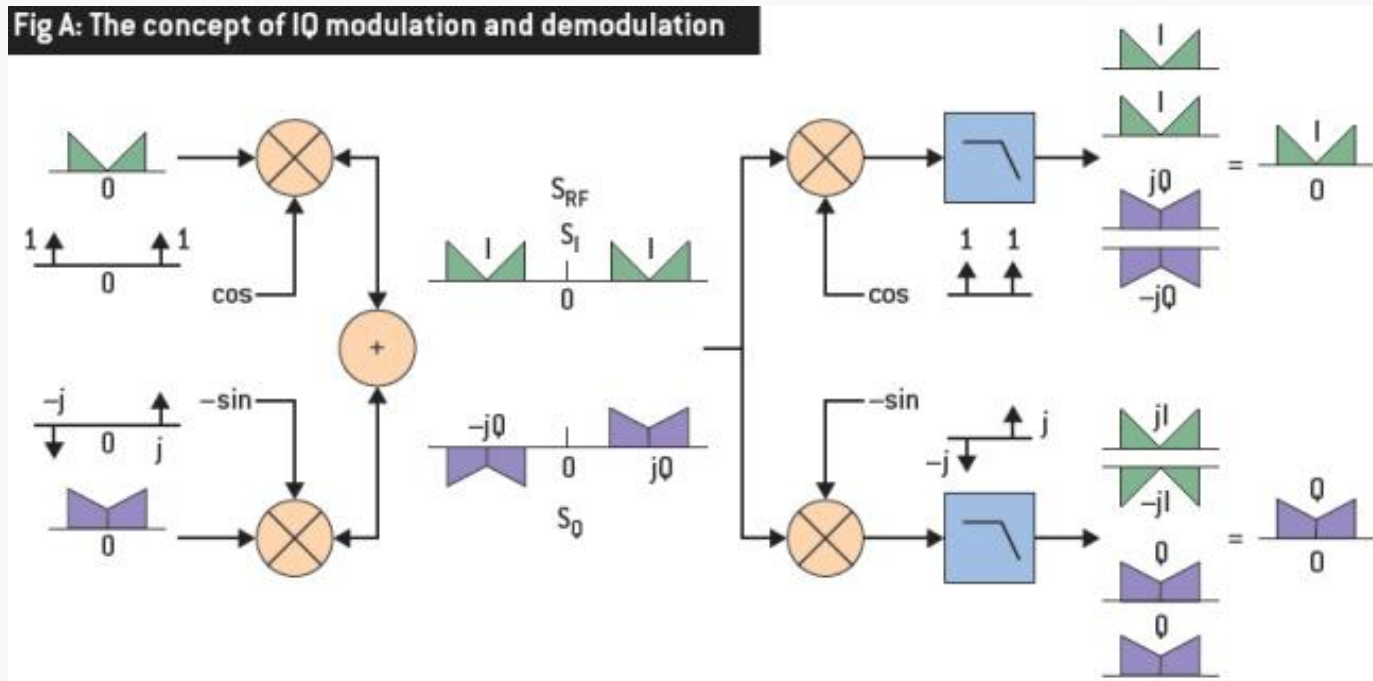 Fig A: The concept of IQ modulation and demodulation
0
1 1
0
cos
+
-j
0
j
-sin
0
S_RF
S_I
I I
0
-jQ
0
jQ
S_Q
cos
1 1
I
I
jQ
-jQ
=
I
0
-sin
j
-j
jI
-jI
Q
Q
=
Q
0